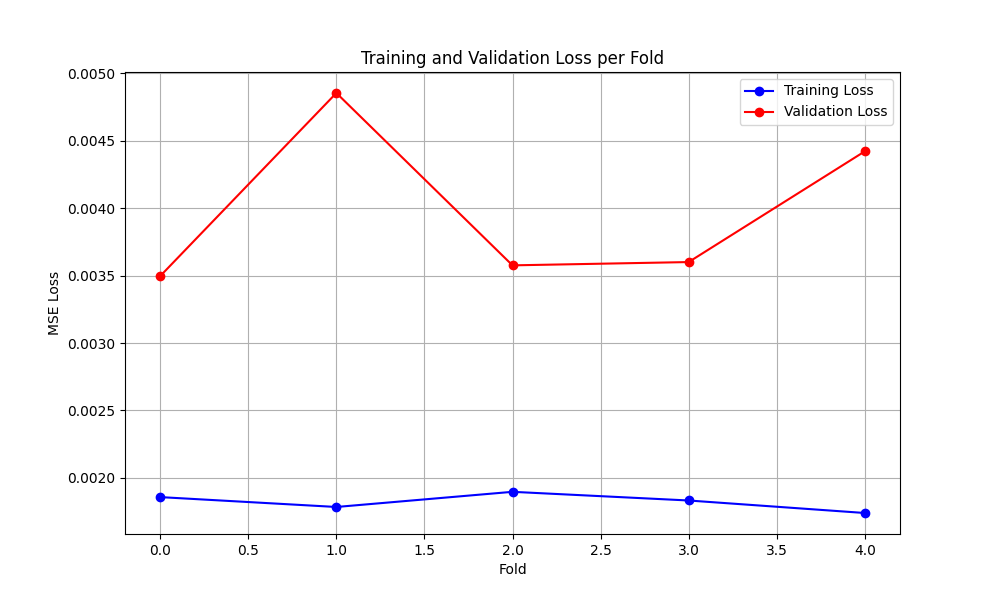 Training and Validation Loss per Fold
Training Loss
Validation Loss
MSE Loss
0.0050
0.0045
0.0040
0.0035
0.0030
0.0025
0.0020
0.0 0.5 1.0 1.5 2.0 2.5 3.0 3.5 4.0
Fold